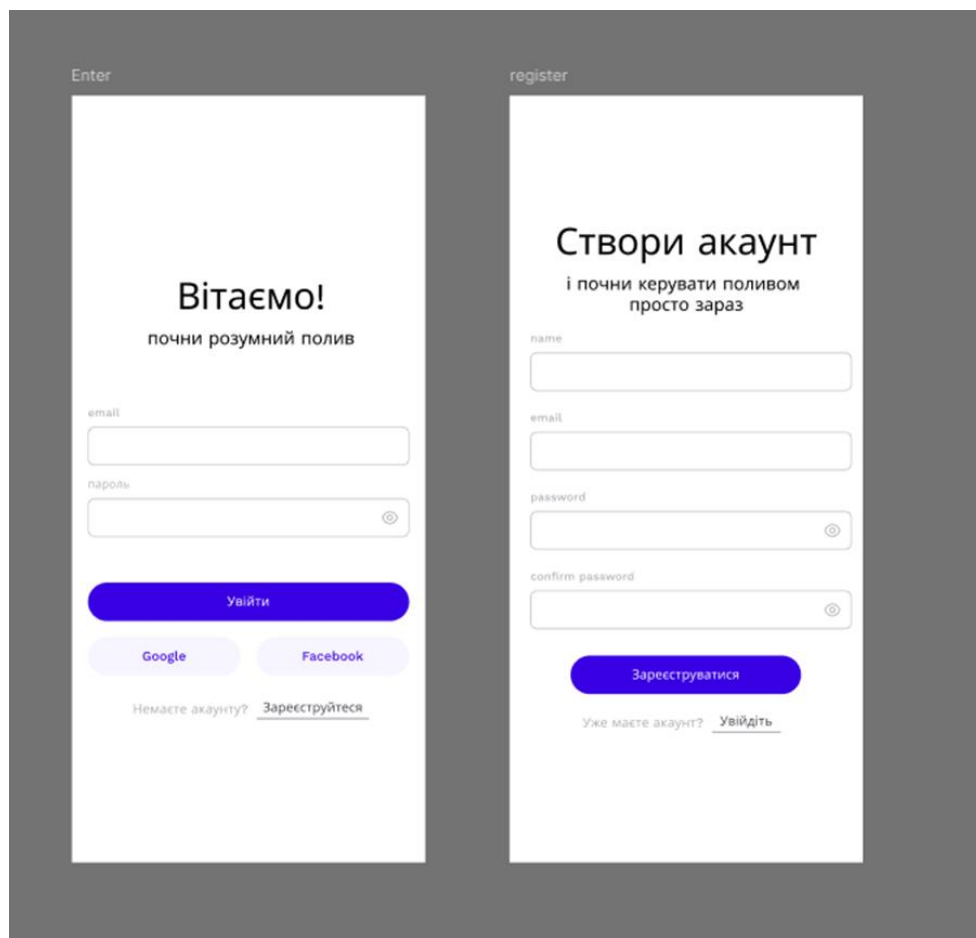 Enter
Вітаємо!
почни розумний полив
email
пароль
Увійти
Google Facebook
Немаєте акаунту? Зареєструйтеся
register
Створи акаунт
і почни керувати поливом
просто зараз
name
email
password
confirm password
Зареєструватися
Уже маєте акаунт? Увійдіть